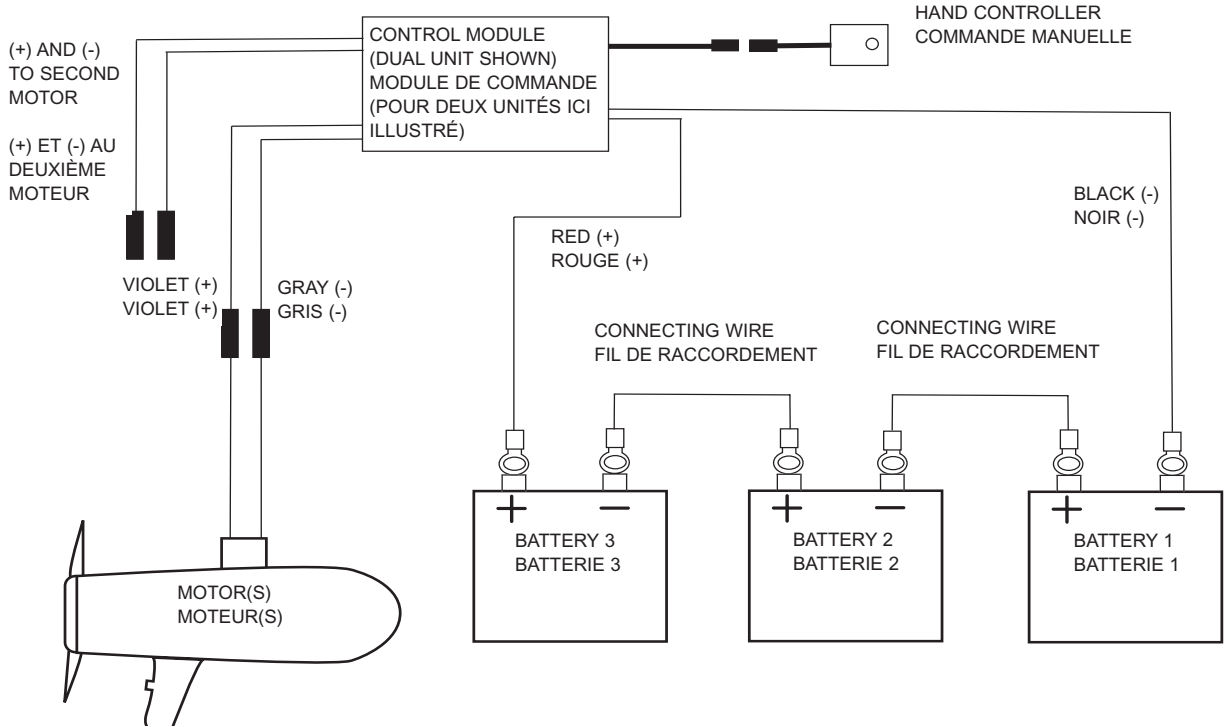 (+) AND (-)
TO SECOND
MOTOR
(+) ET (-) AU
DEUXIÈME
MOTEUR
CONTROL MODULE
(DUAL UNIT SHOWN)
MODULE DE COMMANDE
(POUR DEUX UNITÉS ICI
ILLUSTRÉ)
HAND CONTROLLER
COMMANDE MANUELLE
BLACK (-)
NOIR (-)
RED (+)
ROUGE (+)
VIOLET (+)
VIOLET (+)
GRAY (-)
GRIS (-)
CONNECTING WIRE
FIL DE RACCORDEMENT
CONNECTING WIRE
FIL DE RACCORDEMENT
+ −
BATTERY 3
BATTERIE 3
+ −
BATTERY 2
BATTERIE 2
+ −
BATTERY 1
BATTERIE 1
MOTOR(S)
MOTEUR(S)